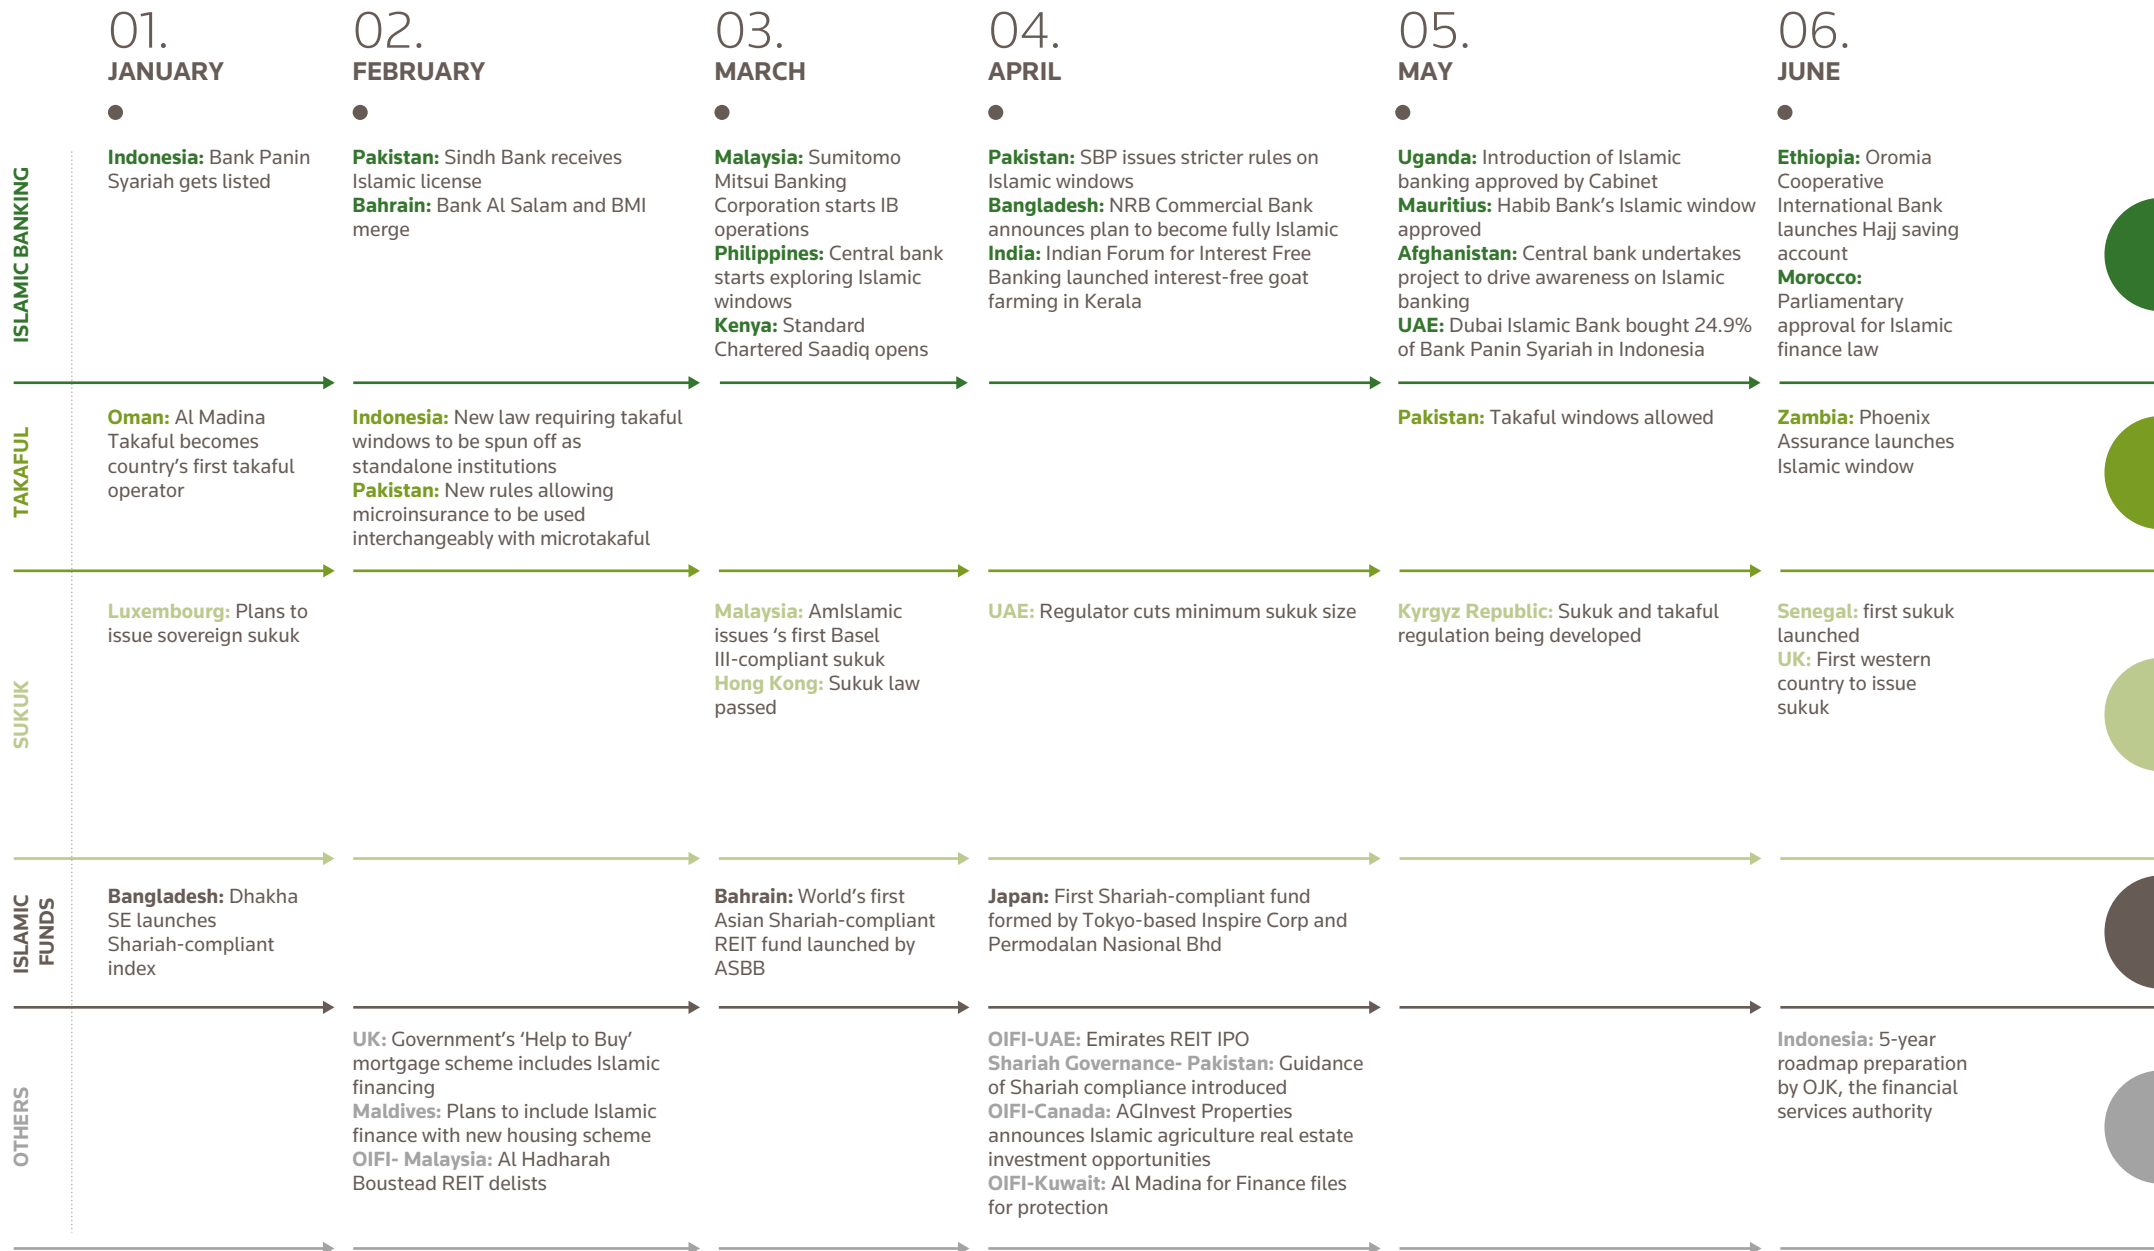 01.
JANUARY
02.
FEBRUARY
03.
MARCH
04.
APRIL
05.
MAY
06.
JUNE
ISLAMIC BANKING
Indonesia: Bank Panin
Syariah gets listed
Pakistan: Sindh Bank receives
Islamic license
Bahrain: Bank Al Salam and BMI
merge
Malaysia: Sumitomo
Mitsui Banking
Corporation starts IB
operations
Philippines: Central bank
starts exploring Islamic
windows
Kenya: Standard
Chartered Saadiq opens
Pakistan: SBP issues stricter rules on
Islamic windows
Bangladesh: NRB Commercial Bank
announces plan to become fully Islamic
India: Indian Forum for Interest Free
Banking launched interest-free goat
farming in Kerala
Uganda: Introduction of Islamic
banking approved by Cabinet
Mauritius: Habib Bank's Islamic window
approved
Afghanistan: Central bank undertakes
project to drive awareness on Islamic
banking
UAE: Dubai Islamic Bank bought 24.9%
of Bank Panin Syariah in Indonesia
Ethiopia: Oromia
Cooperative
International Bank
launches Hajj saving
account
Morocco:
Parliamentary
approval for Islamic
finance law
TAKAFUL
Oman: Al Madina
Takaful becomes
country's first takaful
operator
Indonesia: New law requiring takaful
windows to be spun off as
standalone institutions
Pakistan: New rules allowing
microinsurance to be used
interchangeably with microtakaful
Pakistan: Takaful windows allowed
Zambia: Phoenix
Assurance launches
Islamic window
SUKUK
Luxembourg: Plans to
issue sovereign sukuk
Malaysia: AmIslamic
issues 's first Basel
III-compliant sukuk
Hong Kong: Sukuk law
passed
UAE: Regulator cuts minimum sukuk size
Kyrgyz Republic: Sukuk and takaful
regulation being developed
Senegal: first sukuk
launched
UK: First western
country to issue
sukuk
ISLAMIC
FUNDS
Bangladesh: Dhakha
SE launches
Shariah-compliant
index
Bahrain: World's first
Asian Shariah-compliant
REIT fund launched by
ASBB
Japan: First Shariah-compliant fund
formed by Tokyo-based Inspire Corp and
Permodalan Nasional Bhd
OTHERS
UK: Government's 'Help to Buy'
mortgage scheme includes Islamic
financing
Maldives: Plans to include Islamic
finance with new housing scheme
OIFI- Malaysia: Al Hadharah
Boustead REIT delists
OIFI-UAE: Emirates REIT IPO
Shariah Governance- Pakistan: Guidance
of Shariah compliance introduced
OIFI-Canada: AGInvest Properties
announces Islamic agriculture real estate
investment opportunities
OIFI-Kuwait: Al Madina for Finance files
for protection
Indonesia: 5-year
roadmap preparation
by OJK, the financial
services authority